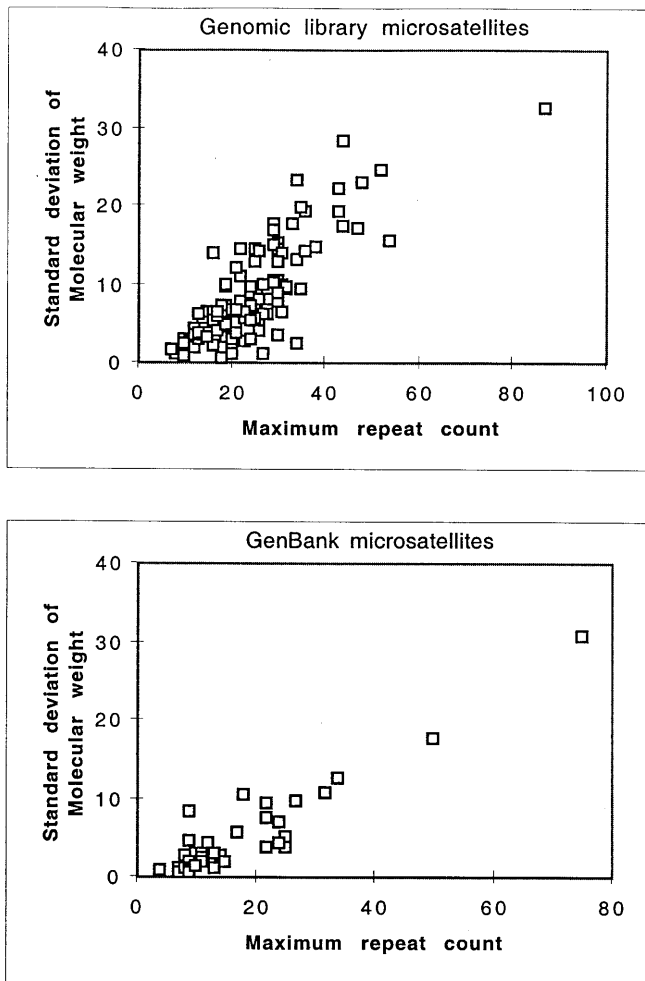 Genomic library microsatellites
40
30
20
10
0
Standard deviation of
Molecular weight
0 20 40 60 80 100
Maximum repeat count
GenBank microsatellites
40
30
20
10
0
Standard deviation of
Molecular weight
0 20 40 60 80
Maximum repeat count